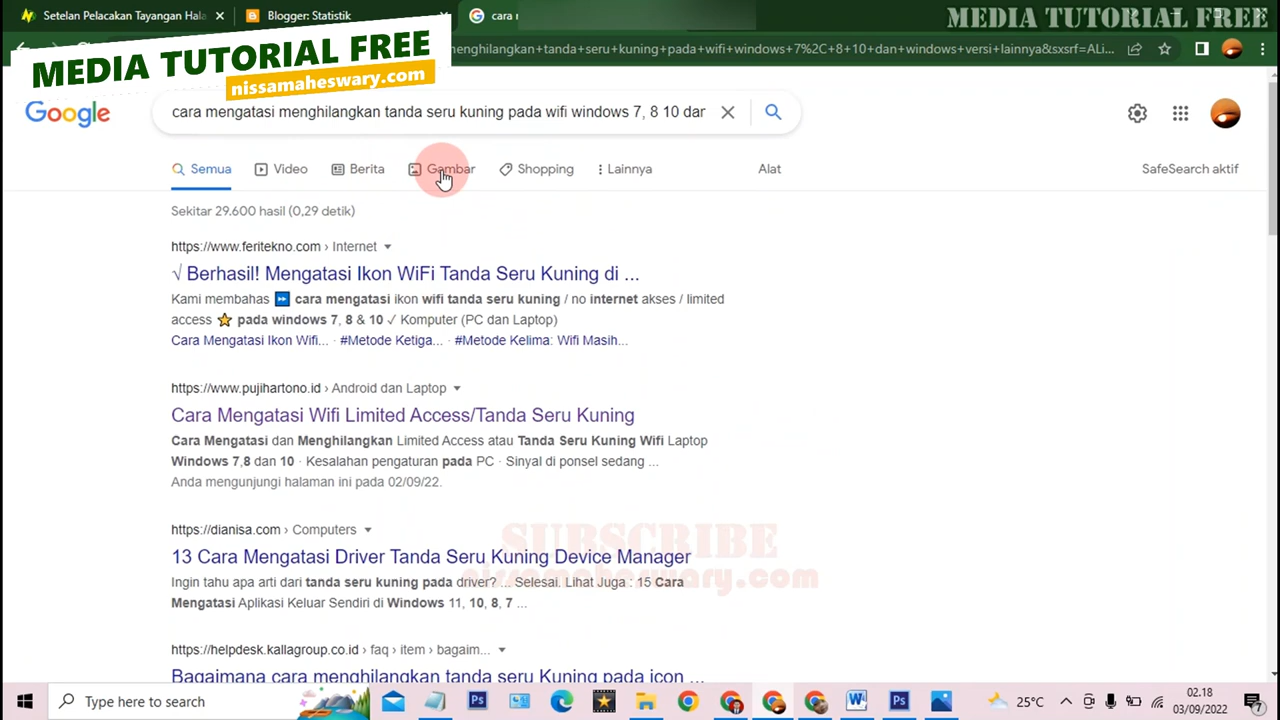 Setelan Pelacakan Tayangan Hala
Blogger: Statistik
cara r
MEDIA TUTORIAL FREE
MEDIA TUTORIAL FREE
nissamaheswary.com
menghilangkan+tanda+seru+kuning+pada+wifi+windows+7%2C+8+10+dan+windows+versi+lainnya&sxsrf=AL...
Google
cara mengatasi menghilangkan tanda seru kuning pada wifi windows 7, 8 10 dar
Semua Video Berita Gambar Shopping Lainnya Alat SafeSearch aktif
Sekitar 29.600 hasil (0,29 detik)
https://www.feritekno.com › Internet
√ Berhasil! Mengatasi Ikon WiFi Tanda Seru Kuning di ...
Kami membahas ⏩ cara mengatasi ikon wifi tanda seru kuning / no internet akses / limited
access ⭐ pada windows 7, 8 & 10 ✓ Komputer (PC dan Laptop)
Cara Mengatasi Ikon Wifi... · #Metode Ketiga... · #Metode Kelima: Wifi Masih...
https://www.pujihartono.id › Android dan Laptop
Cara Mengatasi Wifi Limited Access/Tanda Seru Kuning
Cara Mengatasi dan Menghilangkan Limited Access atau Tanda Seru Kuning Wifi Laptop
Windows 7,8 dan 10 · Kesalahan pengaturan pada PC · Sinyal di ponsel sedang ...
Anda mengunjungi halaman ini pada 02/09/22.
https://dianisa.com › Computers
13 Cara Mengatasi Driver Tanda Seru Kuning Device Manager
Ingin tahu apa arti dari tanda seru kuning pada driver? ... Selesai. Lihat Juga : 15 Cara
Mengatasi Aplikasi Keluar Sendiri di Windows 11, 10, 8, 7 ...
SUBSCRIBE
nissamaheswary.com
https://helpdesk.kallagroup.co.id › faq › item › bagaim...
Bagaimana cara menghilangkan tanda seru kuning pada icon ...
Type here to search
25°
02.18
03/09/2022